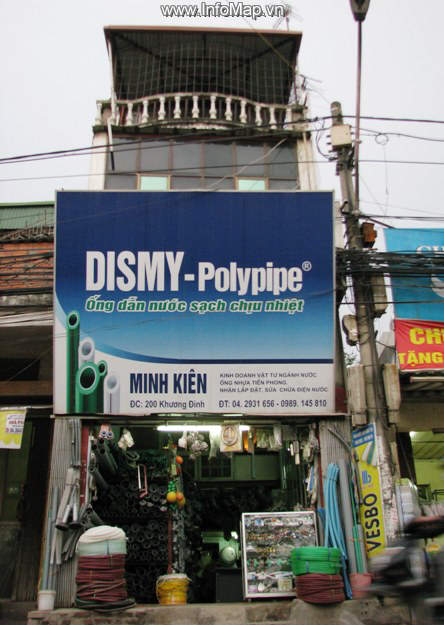 www.InfoMap.vn
DISMY-Polypipe®
Ống dẫn nước sạch chịu nhiệt
MINH KIÊN
ĐC: 200 Khương Đình
KINH DOANH VẬT TƯ NGÀNH NƯỚC
ỐNG NHỰA TIỀN PHONG.
NHẬN LẮP ĐẶT, SỬA CHỮA ĐIỆN NƯỚC
ĐT: 04. 2931 656 - 0989. 145 810
TẶNG
VESBO